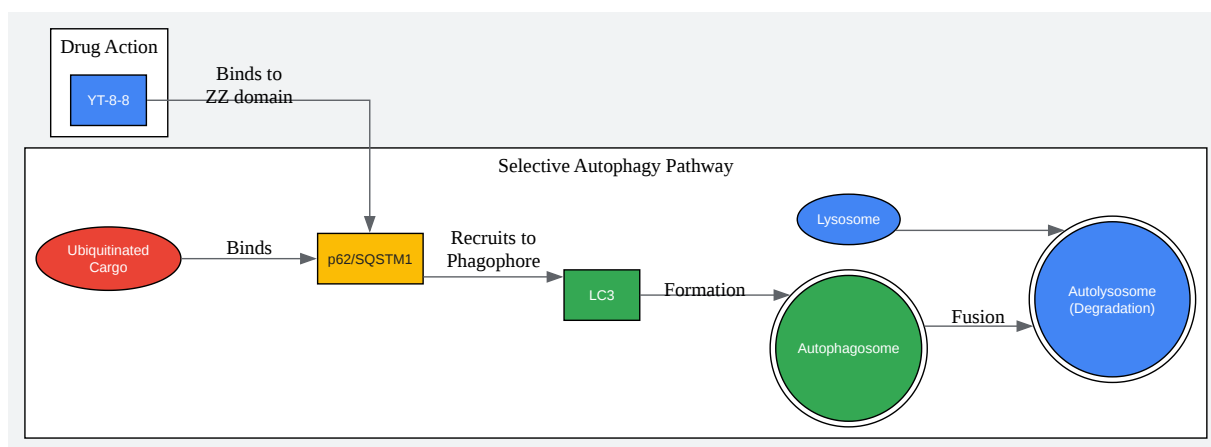 Drug Action
YT-8-8
Binds to
ZZ domain
Selective Autophagy Pathway
Ubiquitinated
Cargo
Binds
p62/SQSTM1
Recruits to
Phagophore
LC3
Formation
Lysosome
Autophagosome
Fusion
Autolysosome
(Degradation)